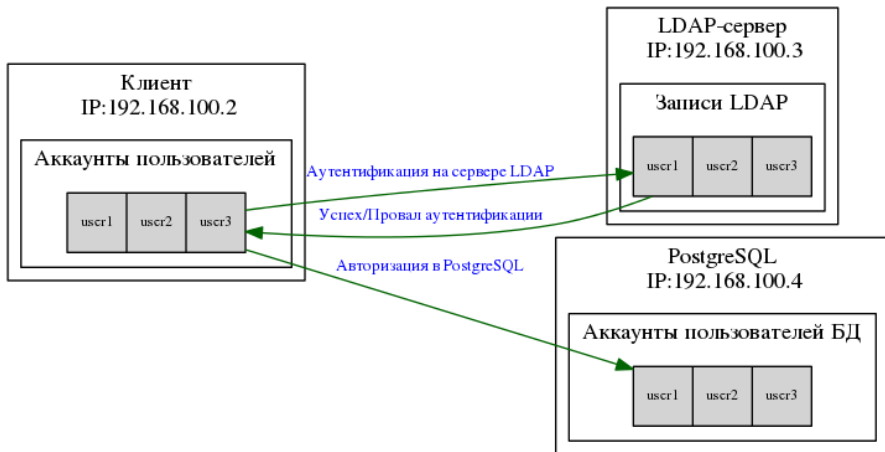 Клиент
IP:192.168.100.2
Аккаунты пользователей
user1 user2 user3
Аутентификация на сервере LDAP
Успех/Провал аутентификации
Авторизация в PostgreSQL
LDAP-сервер
IP:192.168.100.3
Записи LDAP
user1 user2 user3
PostgreSQL
IP:192.168.100.4
Аккаунты пользователей БД
user1 user2 user3